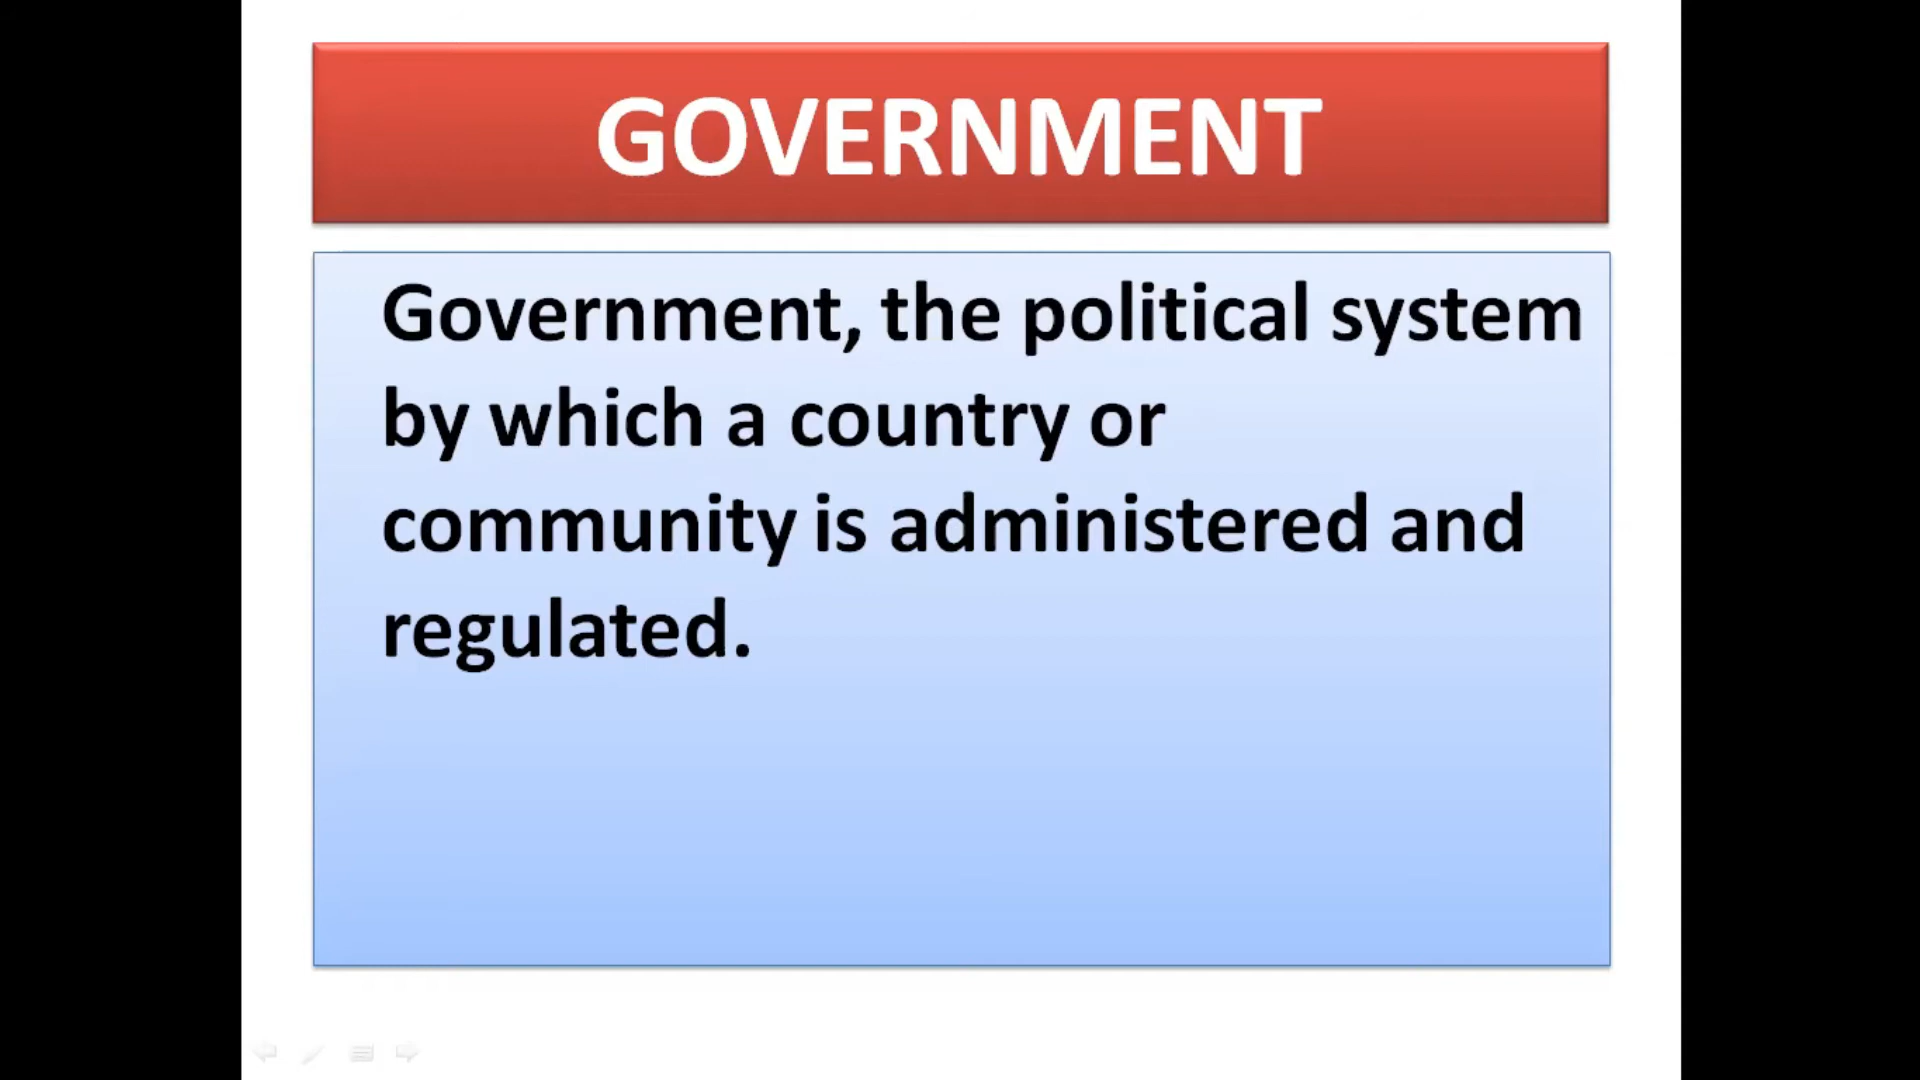 GOVERNMENT
Government, the political system
by which a country or
community is administered and
regulated.